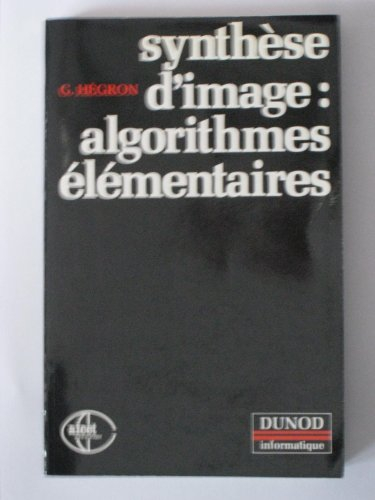 synthèse
G. HÉGRON d'image :
algorithmes
élémentaires
afcet
DUNOD
informatique